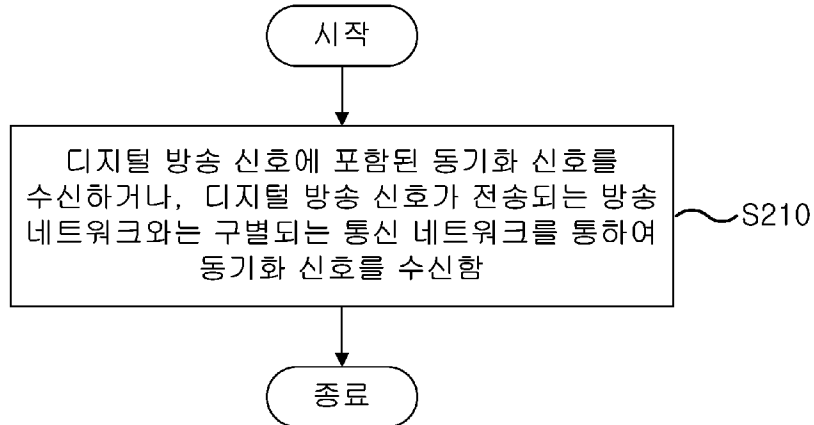 시작
디지털 방송 신호에 포함된 동기화 신호를
수신하거나, 디지털 방송 신호가 전송되는 방송
네트워크와는 구별되는 통신 네트워크를 통하여
동기화 신호를 수신함
S210
종료